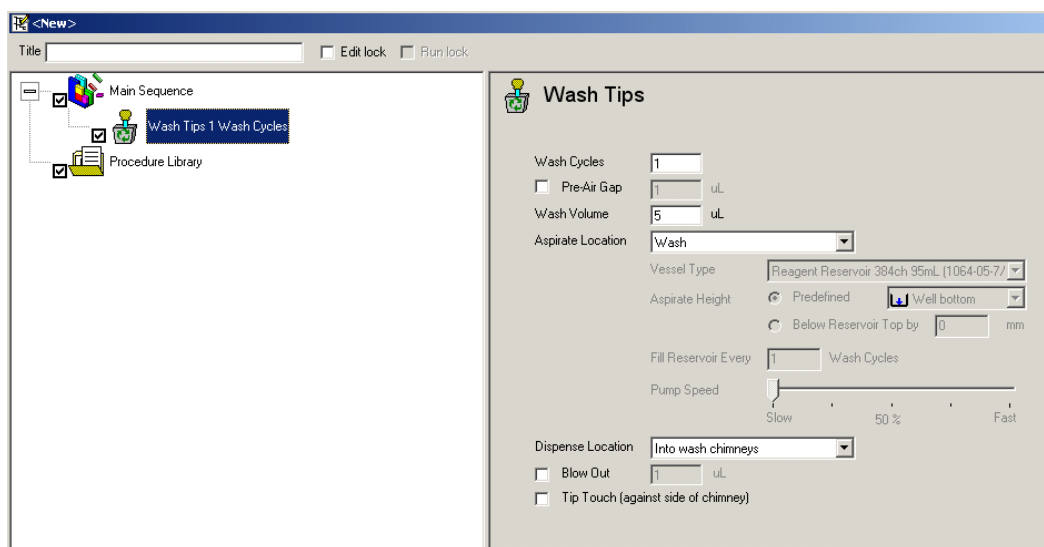 <New>
Title Edit lock Run lock
Main Sequence
Wash Tips 1 Wash Cycles
Procedure Library
Wash Tips
Wash Cycles 1
Pre-Air Gap 1 uL
Wash Volume 5 uL
Aspirate Location Wash
Vessel Type Reagent Reservoir 384ch 95mL (1064-05-7/
Aspirate Height Predefined Well bottom
Below Reservoir Top by 0 mm
Fill Reservoir Every 1 Wash Cycles
Pump Speed
Slow 50 % Fast
Dispense Location Into wash chimneys
Blow Out 1 uL
Tip Touch (against side of chimney)